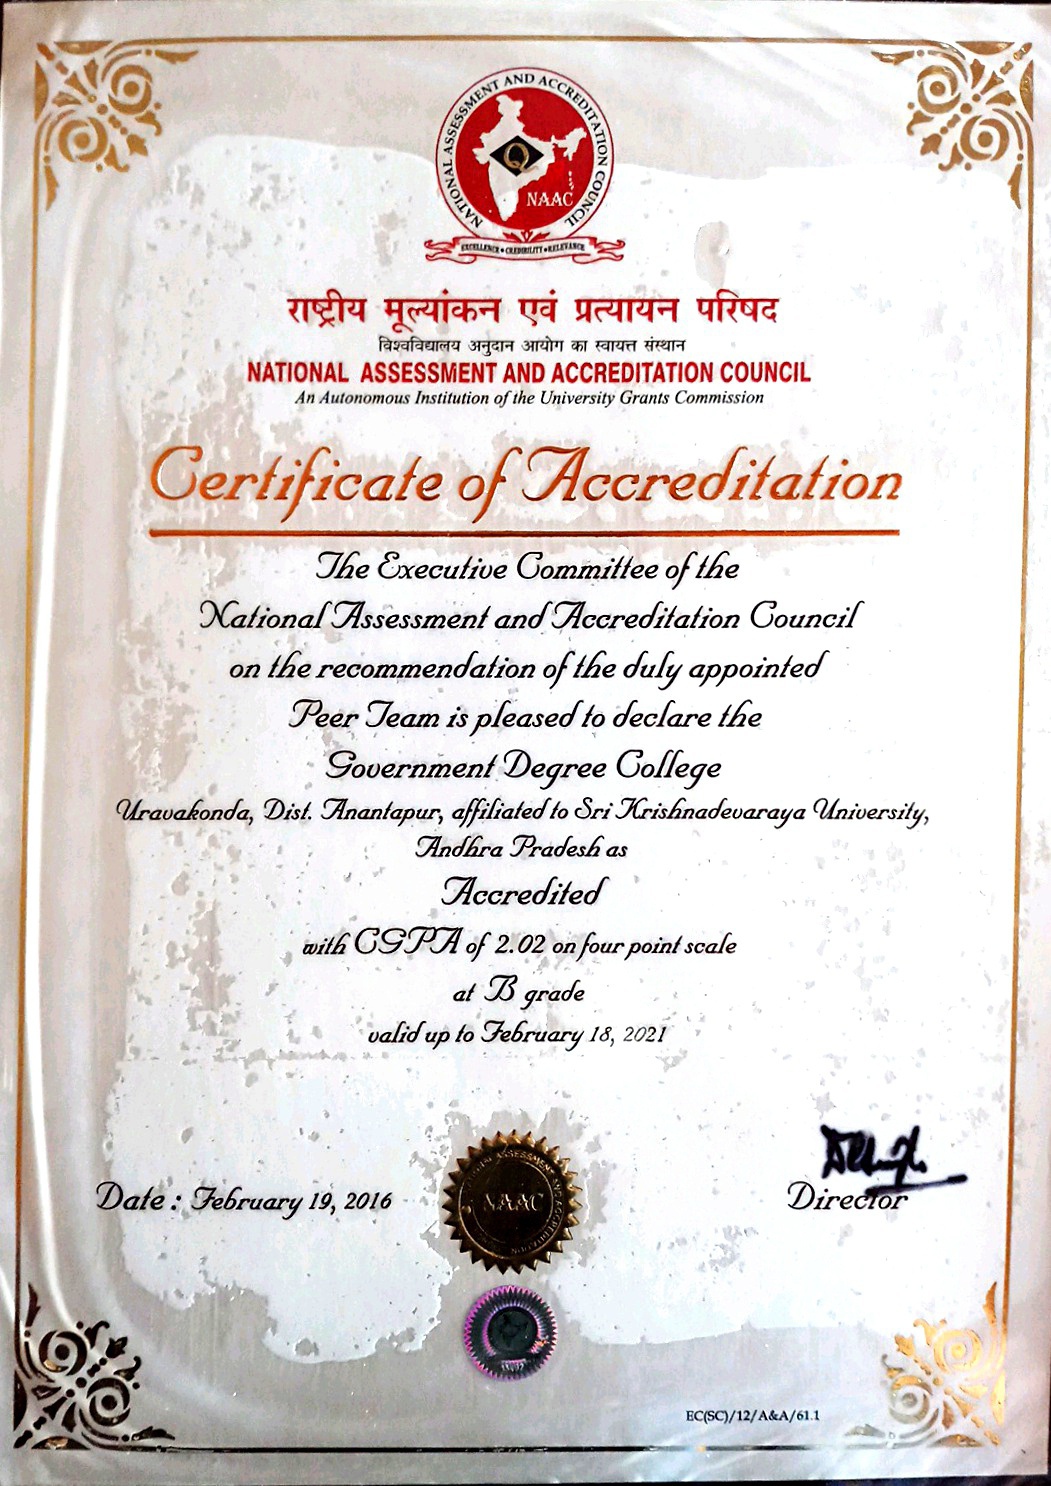 NATIONAL ASSESSMENT AND ACCREDITATION COUNCIL
Q
NAAC
EXCELLENCE • CREDIBILITY • RELEVANCE
राष्ट्रीय मूल्यांकन एवं प्रत्यायन परिषद
विश्वविद्यालय अनुदान आयोग का स्वायत्त संस्थान
NATIONAL ASSESSMENT AND ACCREDITATION COUNCIL
An Autonomous Institution of the University Grants Commission
Certificate of Accreditation
The Executive Committee of the
National Assessment and Accreditation Council
on the recommendation of the duly appointed
Peer Team is pleased to declare the
Government Degree College
Uravakonda, Dist. Anantapur, affiliated to Sri Krishnadevaraya University,
Andhra Pradesh as
Accredited
with CGPA of 2.02 on four point scale
at B grade
valid up to February 18, 2021
Date : February 19, 2016
NAAC
Director
EC(SC)/12/A&A/61.1